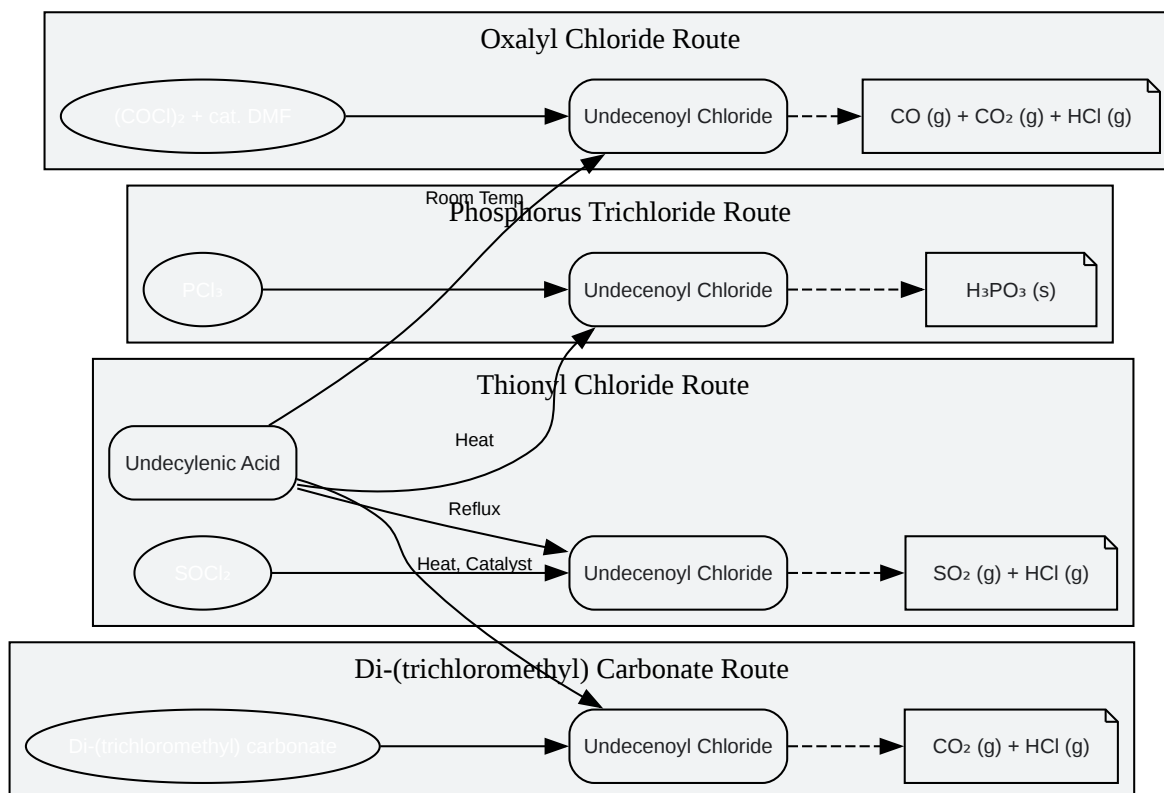 Oxalyl Chloride Route
(COCl)₂ + cat. DMF
Undecenoyl Chloride
CO (g) + CO₂ (g) + HCl (g)
Room Temp
Phosphorus Trichloride Route
PCl₃
Undecenoyl Chloride
H₃PO₃ (s)
Thionyl Chloride Route
Heat
Undecylenic Acid
Reflux
Heat, Catalyst
SOCl₂
Undecenoyl Chloride
SO₂ (g) + HCl (g)
Di-(trichloromethyl) Carbonate Route
Di-(trichloromethyl) carbonate
Undecenoyl Chloride
CO₂ (g) + HCl (g)